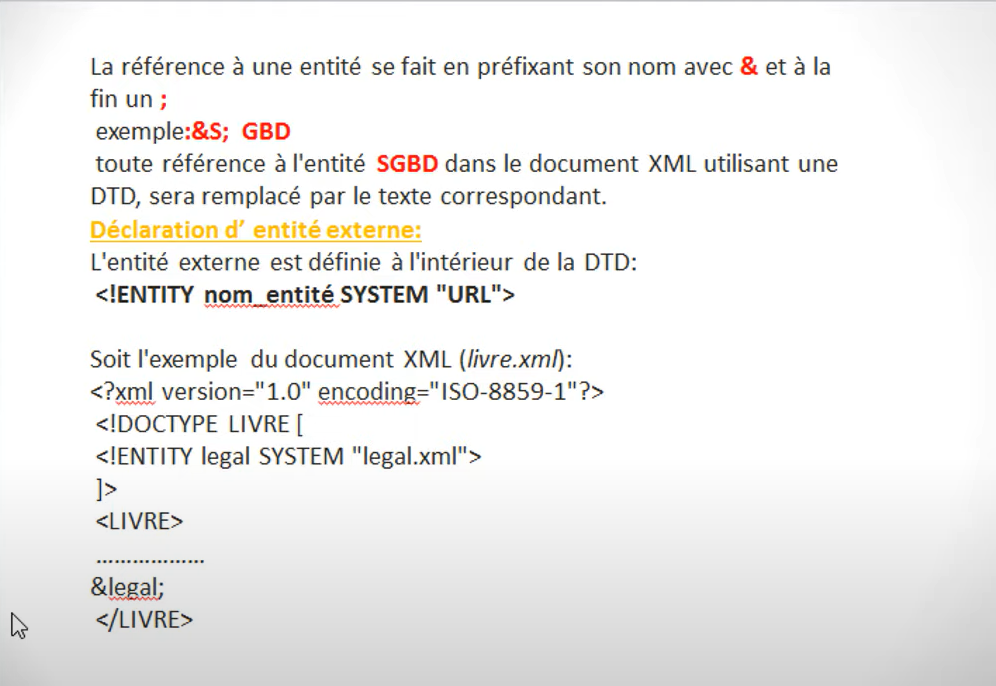 La référence à une entité se fait en préfixant son nom avec & et à la
fin un ;
exemple:&S; GBD
toute référence à l'entité SGBD dans le document XML utilisant une
DTD, sera remplacé par le texte correspondant.
Déclaration d’ entité externe:
L'entité externe est définie à l'intérieur de la DTD:
<!ENTITY nom_entité SYSTEM "URL">
Soit l'exemple du document XML (livre.xml):
<?xml version="1.0" encoding="ISO-8859-1"?>
<!DOCTYPE LIVRE [
<!ENTITY legal SYSTEM "legal.xml">
]>
<LIVRE>
..................
&legal;
</LIVRE>